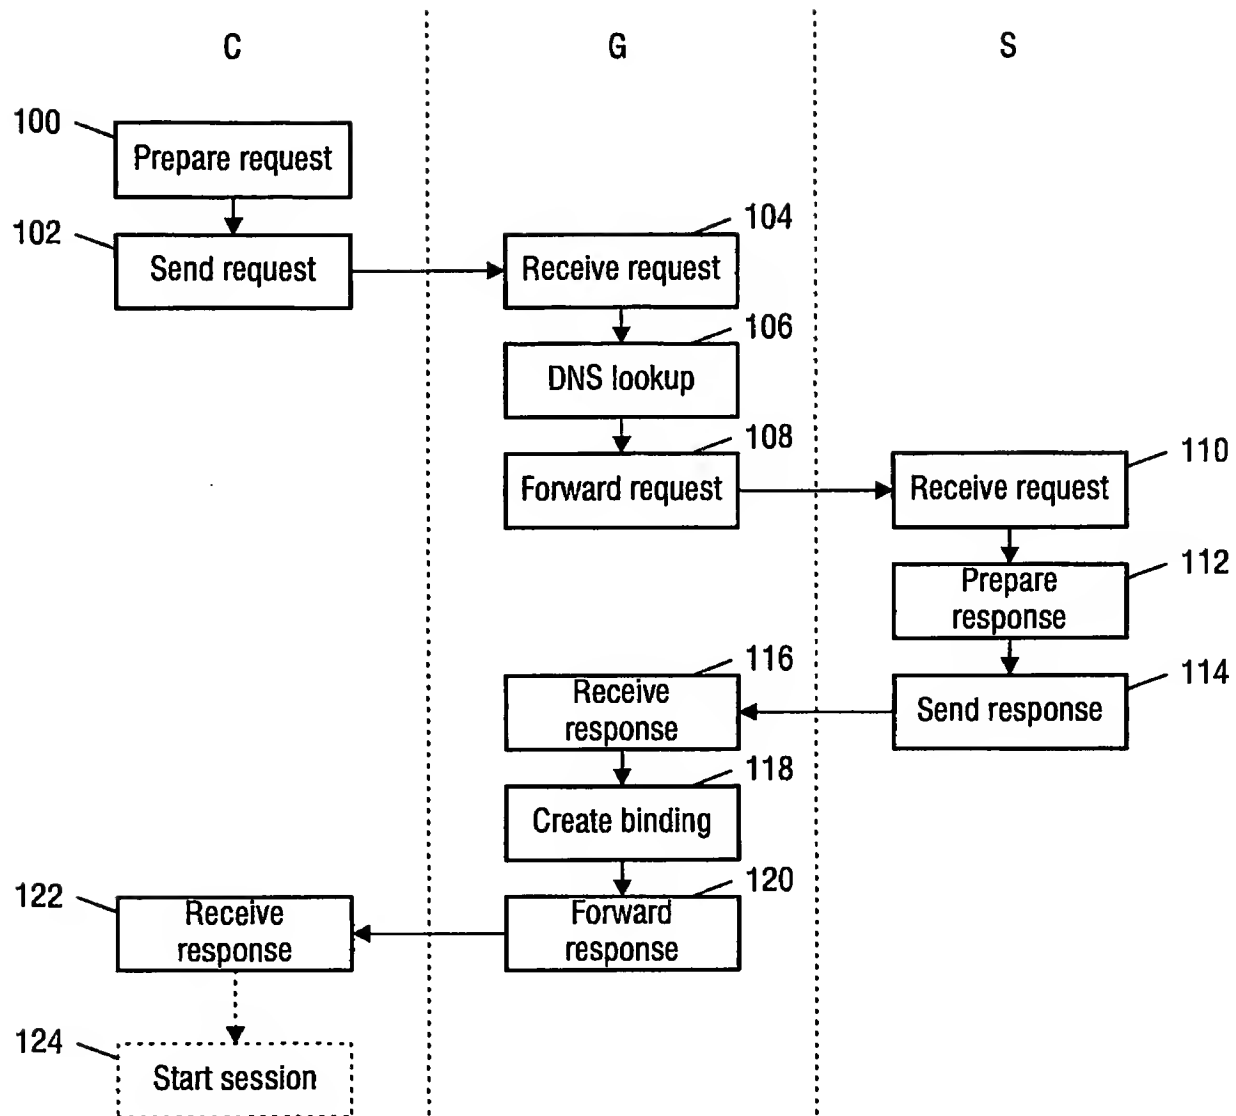 C G S
100
Prepare request
102
Send request
104
Receive request
106
DNS lookup
108
Forward request
110
Receive request
112
Prepare
response
114
Send response
116
Receive
response
118
Create binding
120
Forward
response
122
Receive
response
124
Start session